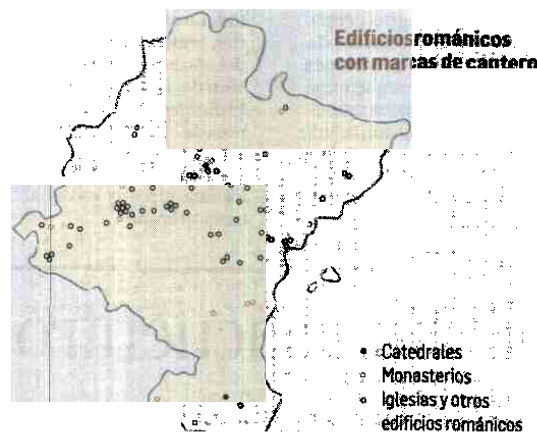 Edificios románicos
con marcas de cantero
Catedrales
Monasterios
Iglesias y otros
edificios románicos